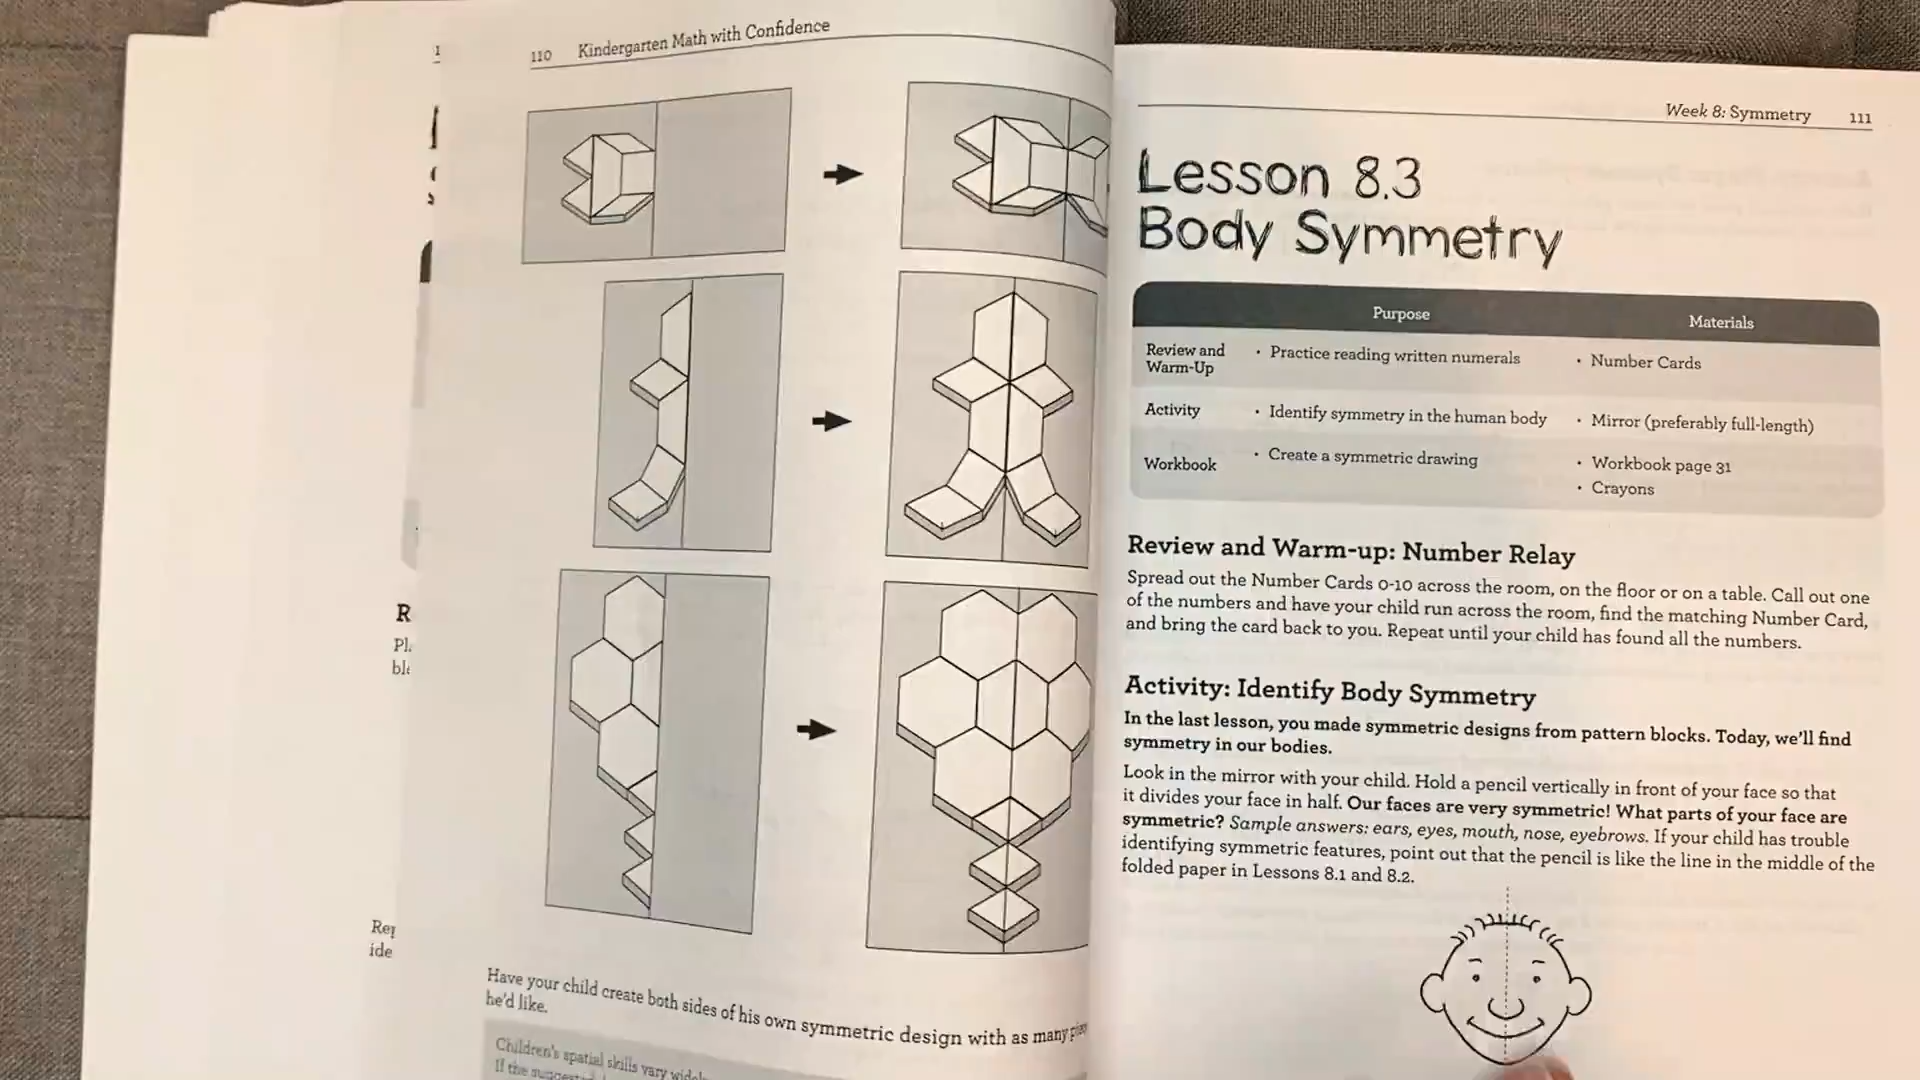 110 Kindergarten Math with Confidence
Have your child create both sides of his own symmetric design with as many
he'd like.
Children's spatial skills vary
If the
R
Pl.
Rep
ide
Week 8: Symmetry 111
Lesson 8.3
Body Symmetry
Purpose Materials
Review and Warm-Up • Practice reading written numerals • Number Cards
Activity • Identify symmetry in the human body • Mirror (preferably full-length)
Workbook • Create a symmetric drawing • Workbook page 31
• Crayons
Review and Warm-up: Number Relay
Spread out the Number Cards 0-10 across the room, on the floor or on a table. Call out one
of the numbers and have your child run across the room, find the matching Number Card,
and bring the card back to you. Repeat until your child has found all the numbers.
Activity: Identify Body Symmetry
In the last lesson, you made symmetric designs from pattern blocks. Today, we'll find
symmetry in our bodies.
Look in the mirror with your child. Hold a pencil vertically in front of your face so that
it divides your face in half. Our faces are very symmetric! What parts of your face are
symmetric? Sample answers: ears, eyes, mouth, nose, eyebrows. If your child has trouble
identifying symmetric features, point out that the pencil is like the line in the middle of the
folded paper in Lessons 8.1 and 8.2.